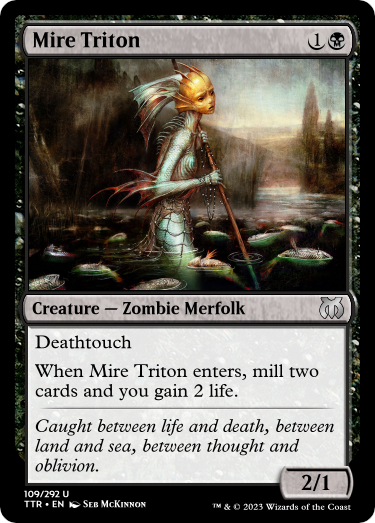 Mire Triton 1
Creature — Zombie Merfolk
Deathtouch
When Mire Triton enters, mill two
cards and you gain 2 life.
Caught between life and death, between
land and sea, between thought and
oblivion.
2/1
109/292 U
TTR • EN Seb McKinnon
™ & © 2023 Wizards of the Coast